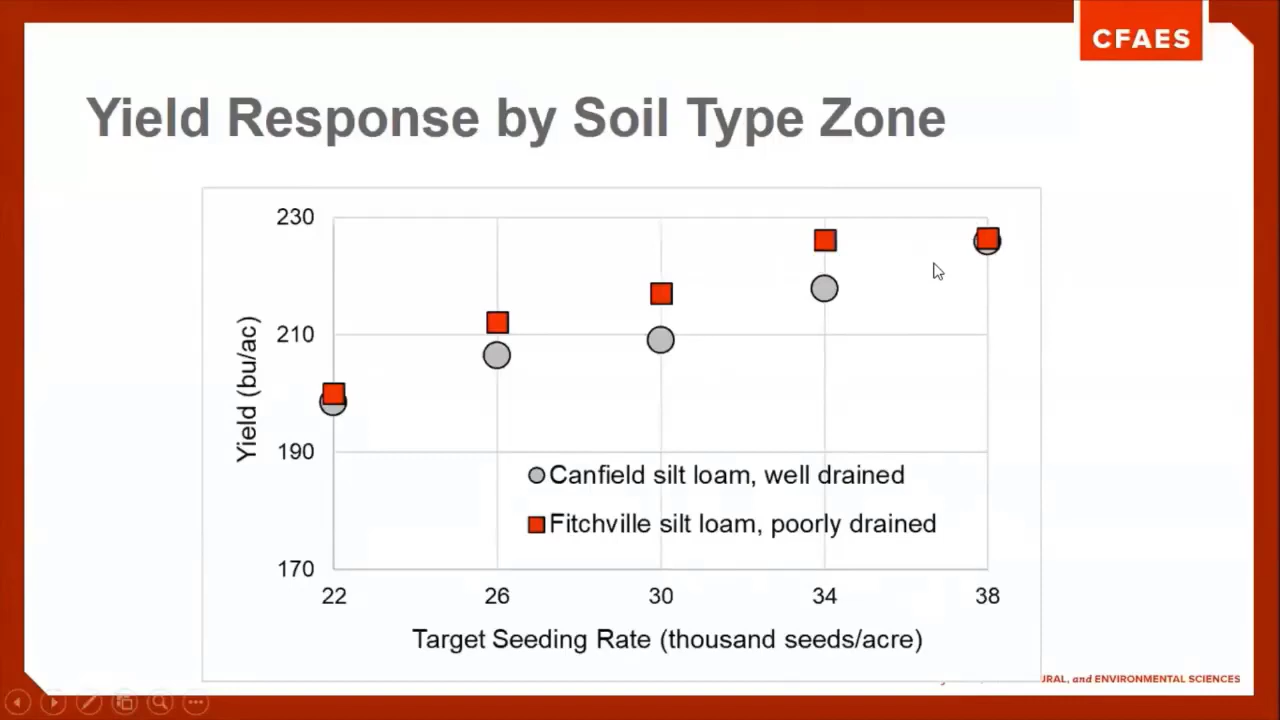 CFAES
Yield Response by Soil Type Zone
230
210
190
170
Yield (bu/ac)
Canfield silt loam, well drained
Fitchville silt loam, poorly drained
22 26 30 34 38
Target Seeding Rate (thousand seeds/acre)
and ENVIRONMENTAL SCIENCES